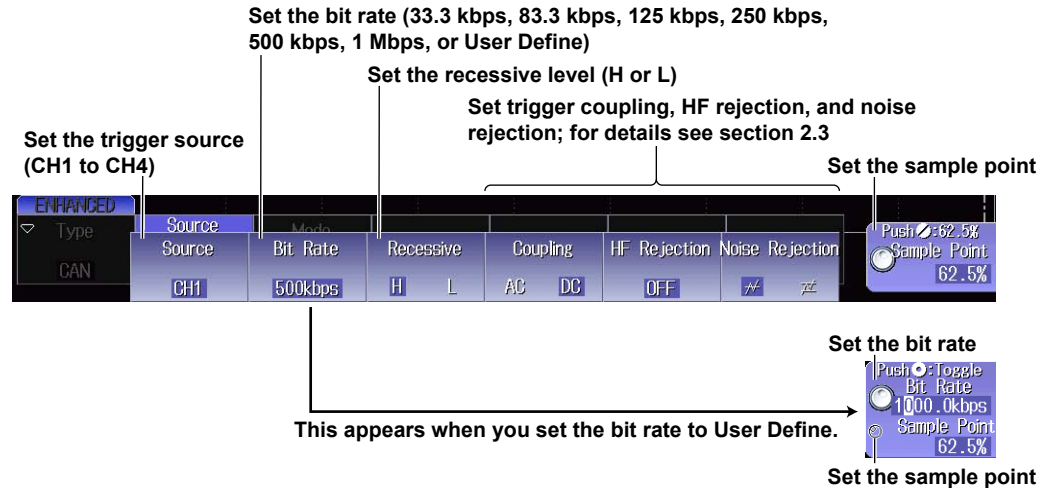 Set the bit rate (33.3 kbps, 83.3 kbps, 125 kbps, 250 kbps,
500 kbps, 1 Mbps, or User Define)
Set the recessive level (H or L)
Set trigger coupling, HF rejection, and noise
rejection; for details see section 2.3
Set the trigger source
(CH1 to CH4)
Set the sample point
ENHANCED
Type
CAN
Source
Mode
Source
CH1
Bit Rate
500kbps
Recessive
H L
Coupling
AC DC
HF Rejection
OFF
Noise Rejection
Push :62.5%
Sample Point
62.5%
Set the bit rate
Push :Toggle
Bit Rate
1000.0kbps
Sample Point
62.5%
This appears when you set the bit rate to User Define.
Set the sample point